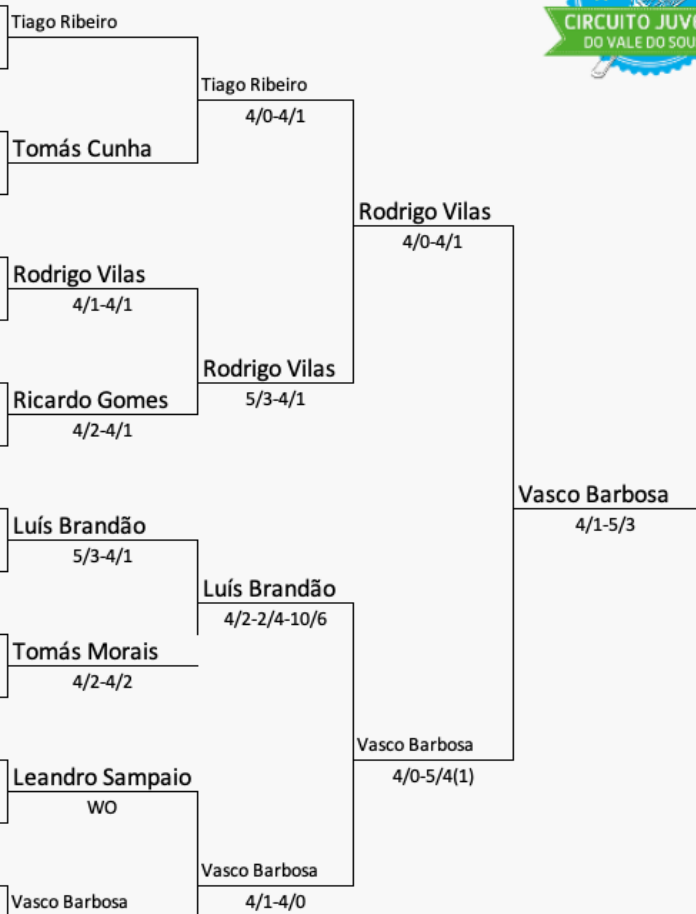 Tiago Ribeiro
CIRCUITO JUV
DO VALE DO SOU
Tiago Ribeiro
4/0-4/1
Tomás Cunha
Rodrigo Vilas
4/0-4/1
Rodrigo Vilas
4/1-4/1
Rodrigo Vilas
5/3-4/1
Ricardo Gomes
4/2-4/1
Vasco Barbosa
4/1-5/3
Luís Brandão
5/3-4/1
Luís Brandão
4/2-2/4-10/6
Tomás Morais
4/2-4/2
Vasco Barbosa
4/0-5/4(1)
Leandro Sampaio
WO
Vasco Barbosa
4/1-4/0
Vasco Barbosa